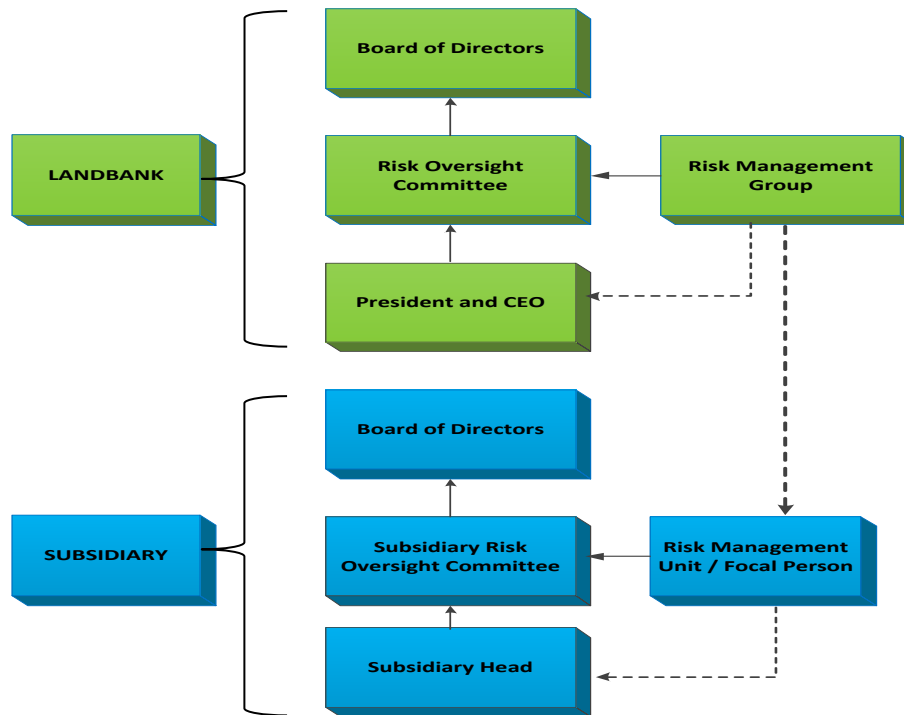 Board of Directors
LANDBANK
Risk Oversight
Committee
Risk Management
Group
President and CEO
Board of Directors
SUBSIDIARY
Subsidiary Risk
Oversight Committee
Risk Management
Unit / Focal Person
Subsidiary Head